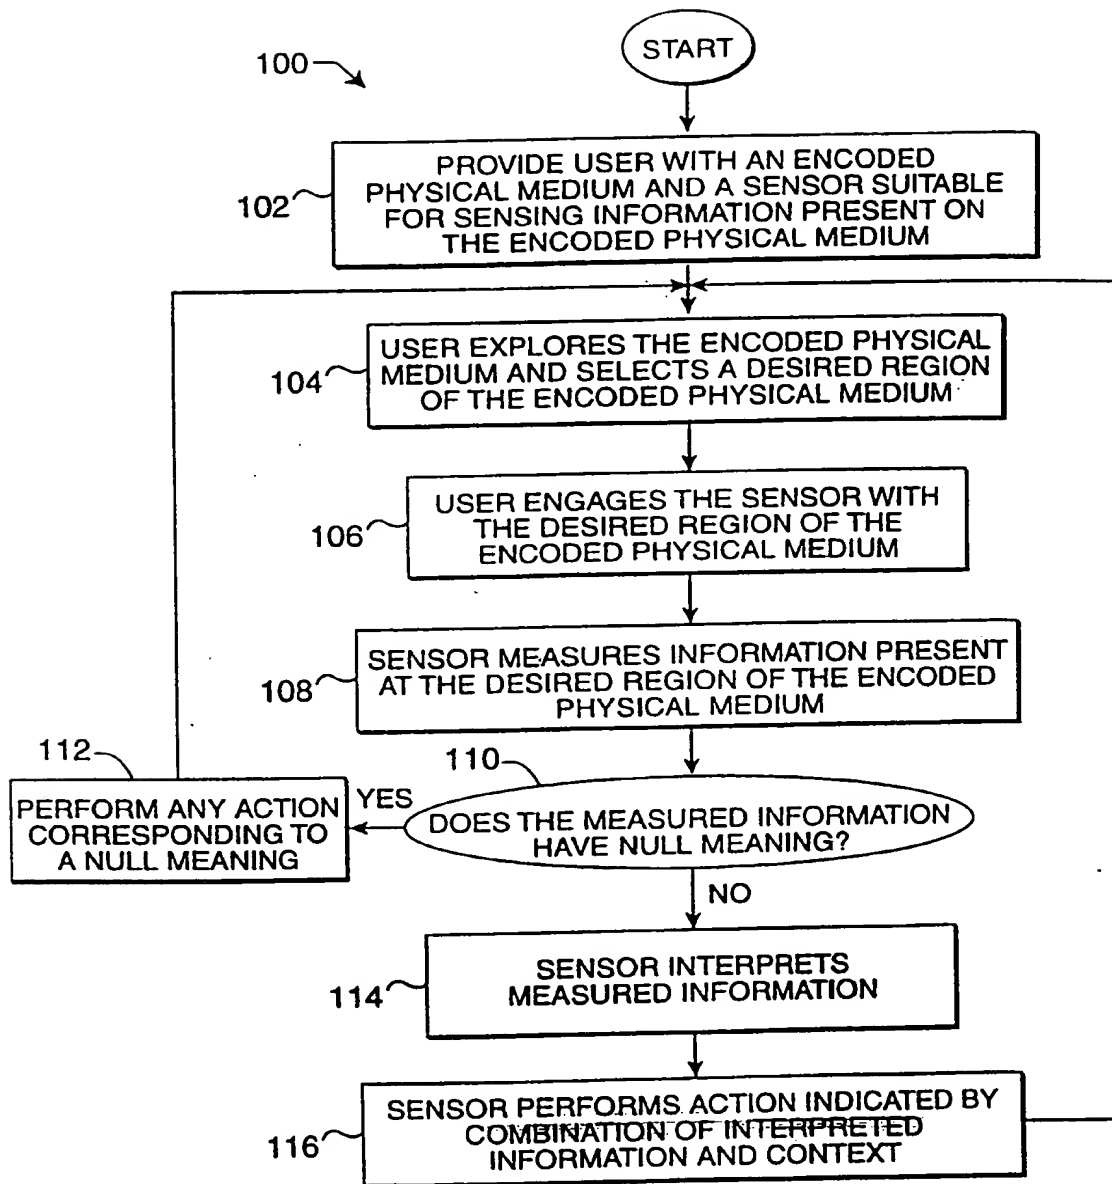 START
100
PROVIDE USER WITH AN ENCODED
PHYSICAL MEDIUM AND A SENSOR SUITABLE
FOR SENSING INFORMATION PRESENT ON
THE ENCODED PHYSICAL MEDIUM
102
USER EXPLORES THE ENCODED PHYSICAL
MEDIUM AND SELECTS A DESIRED REGION
OF THE ENCODED PHYSICAL MEDIUM
104
USER ENGAGES THE SENSOR WITH
THE DESIRED REGION OF THE
ENCODED PHYSICAL MEDIUM
106
SENSOR MEASURES INFORMATION PRESENT
AT THE DESIRED REGION OF THE ENCODED
PHYSICAL MEDIUM
108
110
DOES THE MEASURED INFORMATION
HAVE NULL MEANING?
YES
112
PERFORM ANY ACTION
CORRESPONDING TO
A NULL MEANING
NO
SENSOR INTERPRETS
MEASURED INFORMATION
114
SENSOR PERFORMS ACTION INDICATED BY
COMBINATION OF INTERPRETED
INFORMATION AND CONTEXT
116